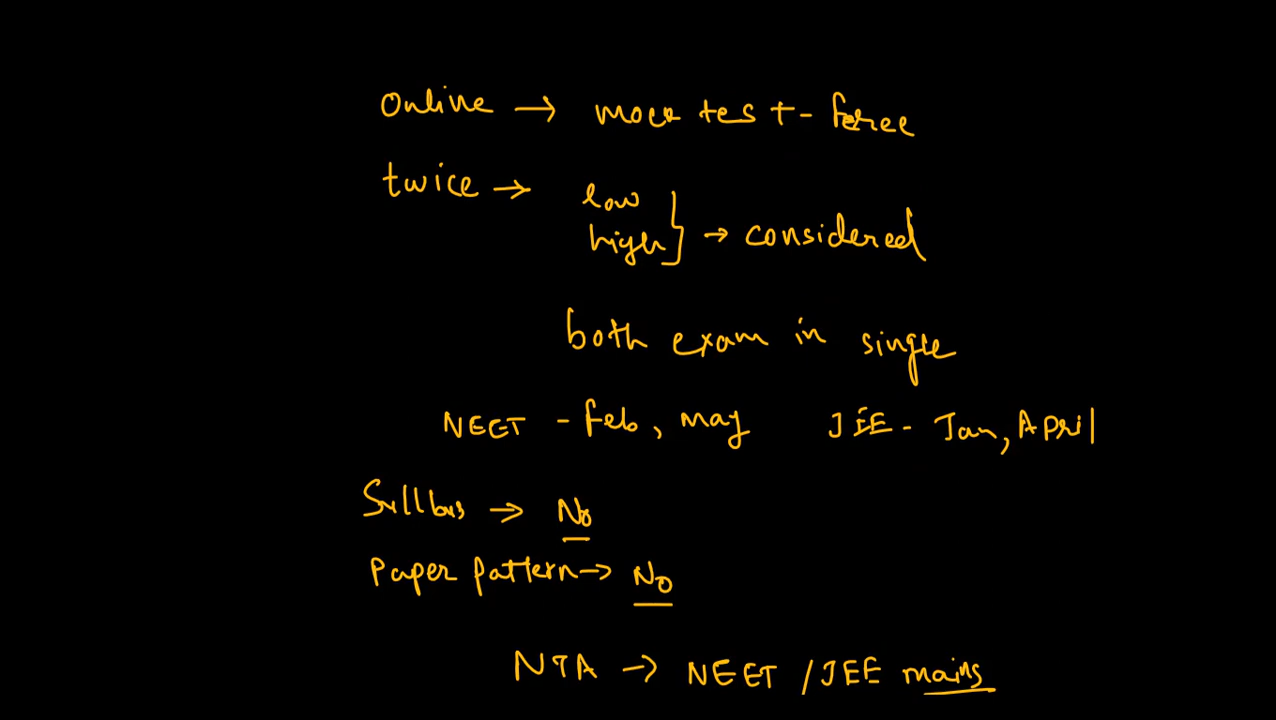 Online → mock test - feree
twice → low
high } → considered
both exam in single
NEET - feb, may JEE - Jan, April
Syllbus → No
Paper pattern → No
NTA → NEET / JEE mains